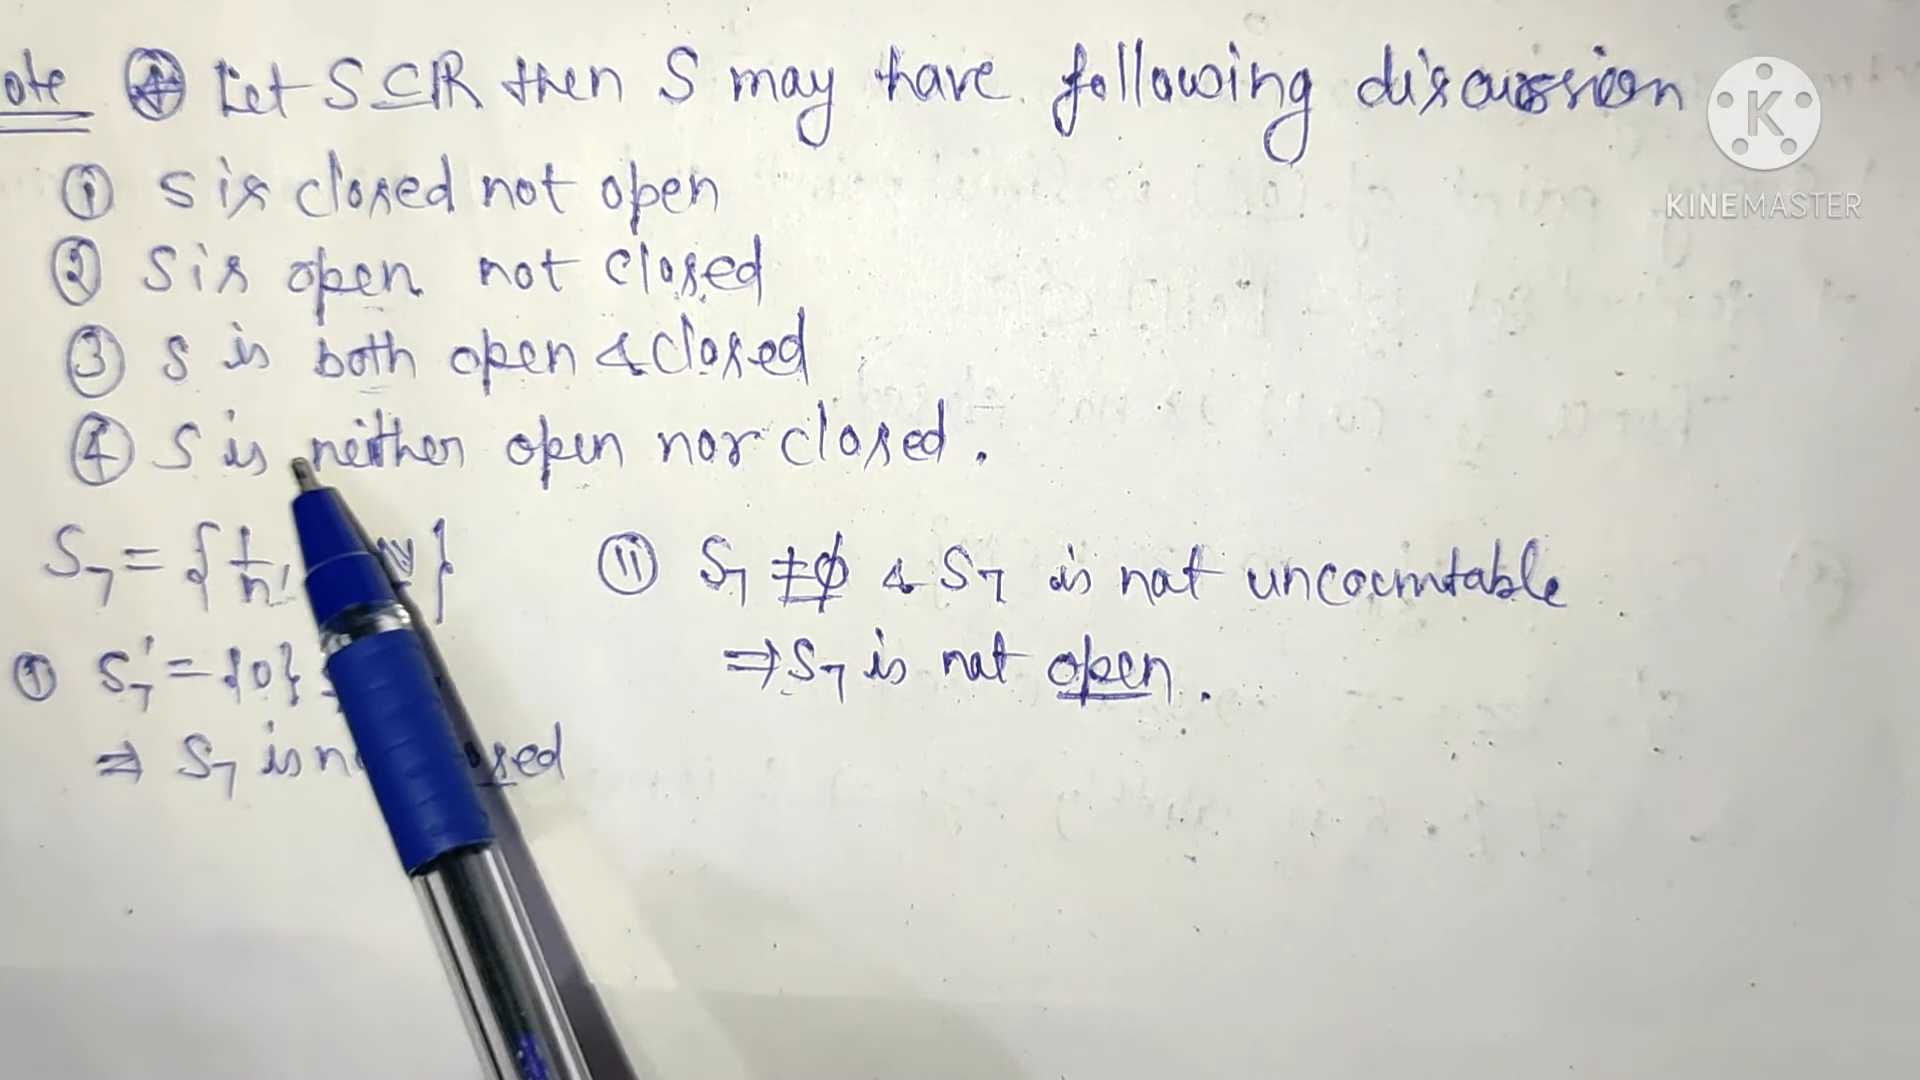 ote Let S ⊆ R then S may have following discussion
① S is closed not open
② S is open not closed
③ S is both open & closed
④ S is neither open nor closed.
S₇ = { 1/n, }
① S₇' = {0}
⇒ S₇ is
⑪ S₇ ≠ ϕ & S₇ is not uncountable
⇒ S₇ is not open.
K
KINEMASTER